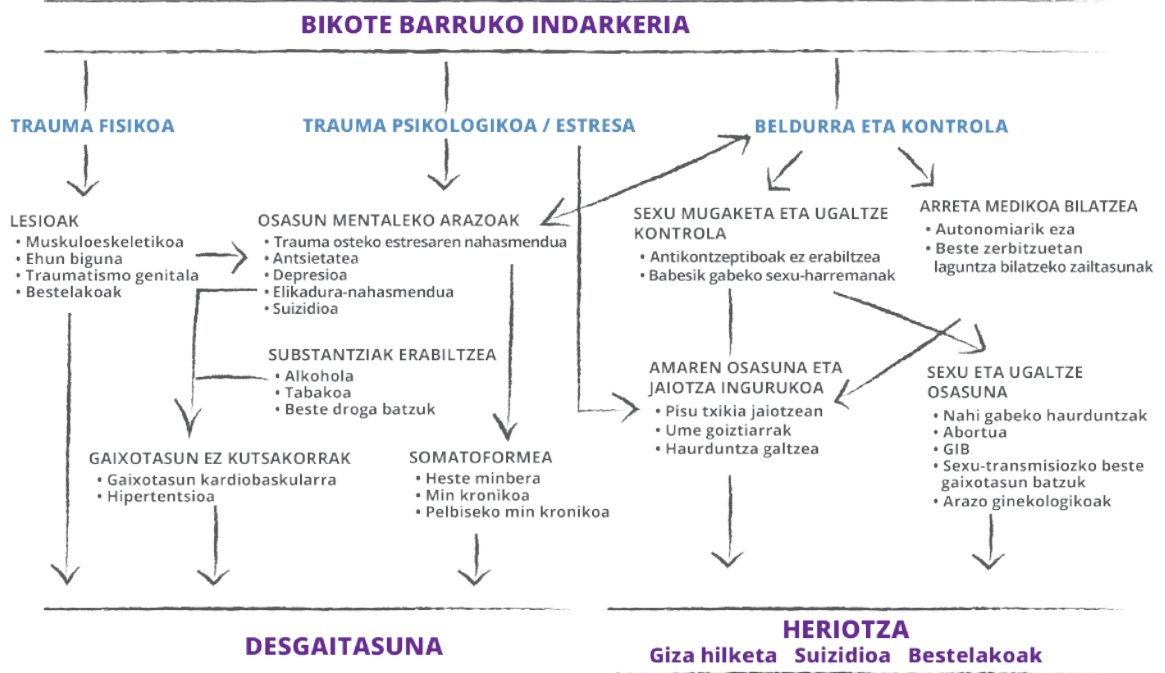 BIKOTE BARRUKO INDARKERIA
TRAUMA FISIKOA
TRAUMA PSIKOLOGIKOA / ESTRESA
BELDURRA ETA KONTROLA
LESIOAK
• Muskuloeskeletikoa
• Ehun biguna
• Traumatismo genitala
• Bestelakoak
OSASUN MENTALEKO ARAZOAK
• Trauma osteko estresaren nahasmendua
• Antsietatea
• Depresioa
• Elikadura-nahasmendua
• Suizidioa
SEXU MUGAKETA ETA UGALTZE
KONTROLA
• Antikontzeptiboak ez erabiltzea
• Babesik gabeko sexu-harremanak
ARRETA MEDIKOA BILATZEA
• Autonomiarik eza
• Beste zerbitzuetan
laguntza bilatzeko zailtasunak
SUBSTANTZIAK ERABILTZEA
• Alkohola
• Tabakoa
• Beste droga batzuk
AMAREN OSASUNA ETA
JAIOTZA INGURUKOA
• Pisu txikia jaiotzean
• Ume goiztiarrak
• Haurduntza galtzea
SEXU ETA UGALTZE
OSASUNA
• Nahi gabeko haurduntzak
• Abortua
• GIB
• Sexu-transmisiozko beste
gaixotasun batzuk
• Arazo ginekologikoak
GAIXOTASUN EZ KUTSAKORRAK
• Gaixotasun kardiobaskularra
• Hipertentsioa
SOMATOFORMEA
• Heste minbera
• Min kronikoa
• Pelbiseko min kronikoa
DESGAITASUNA
HERIOTZA
Giza hilketa Suizidioa Bestelakoak